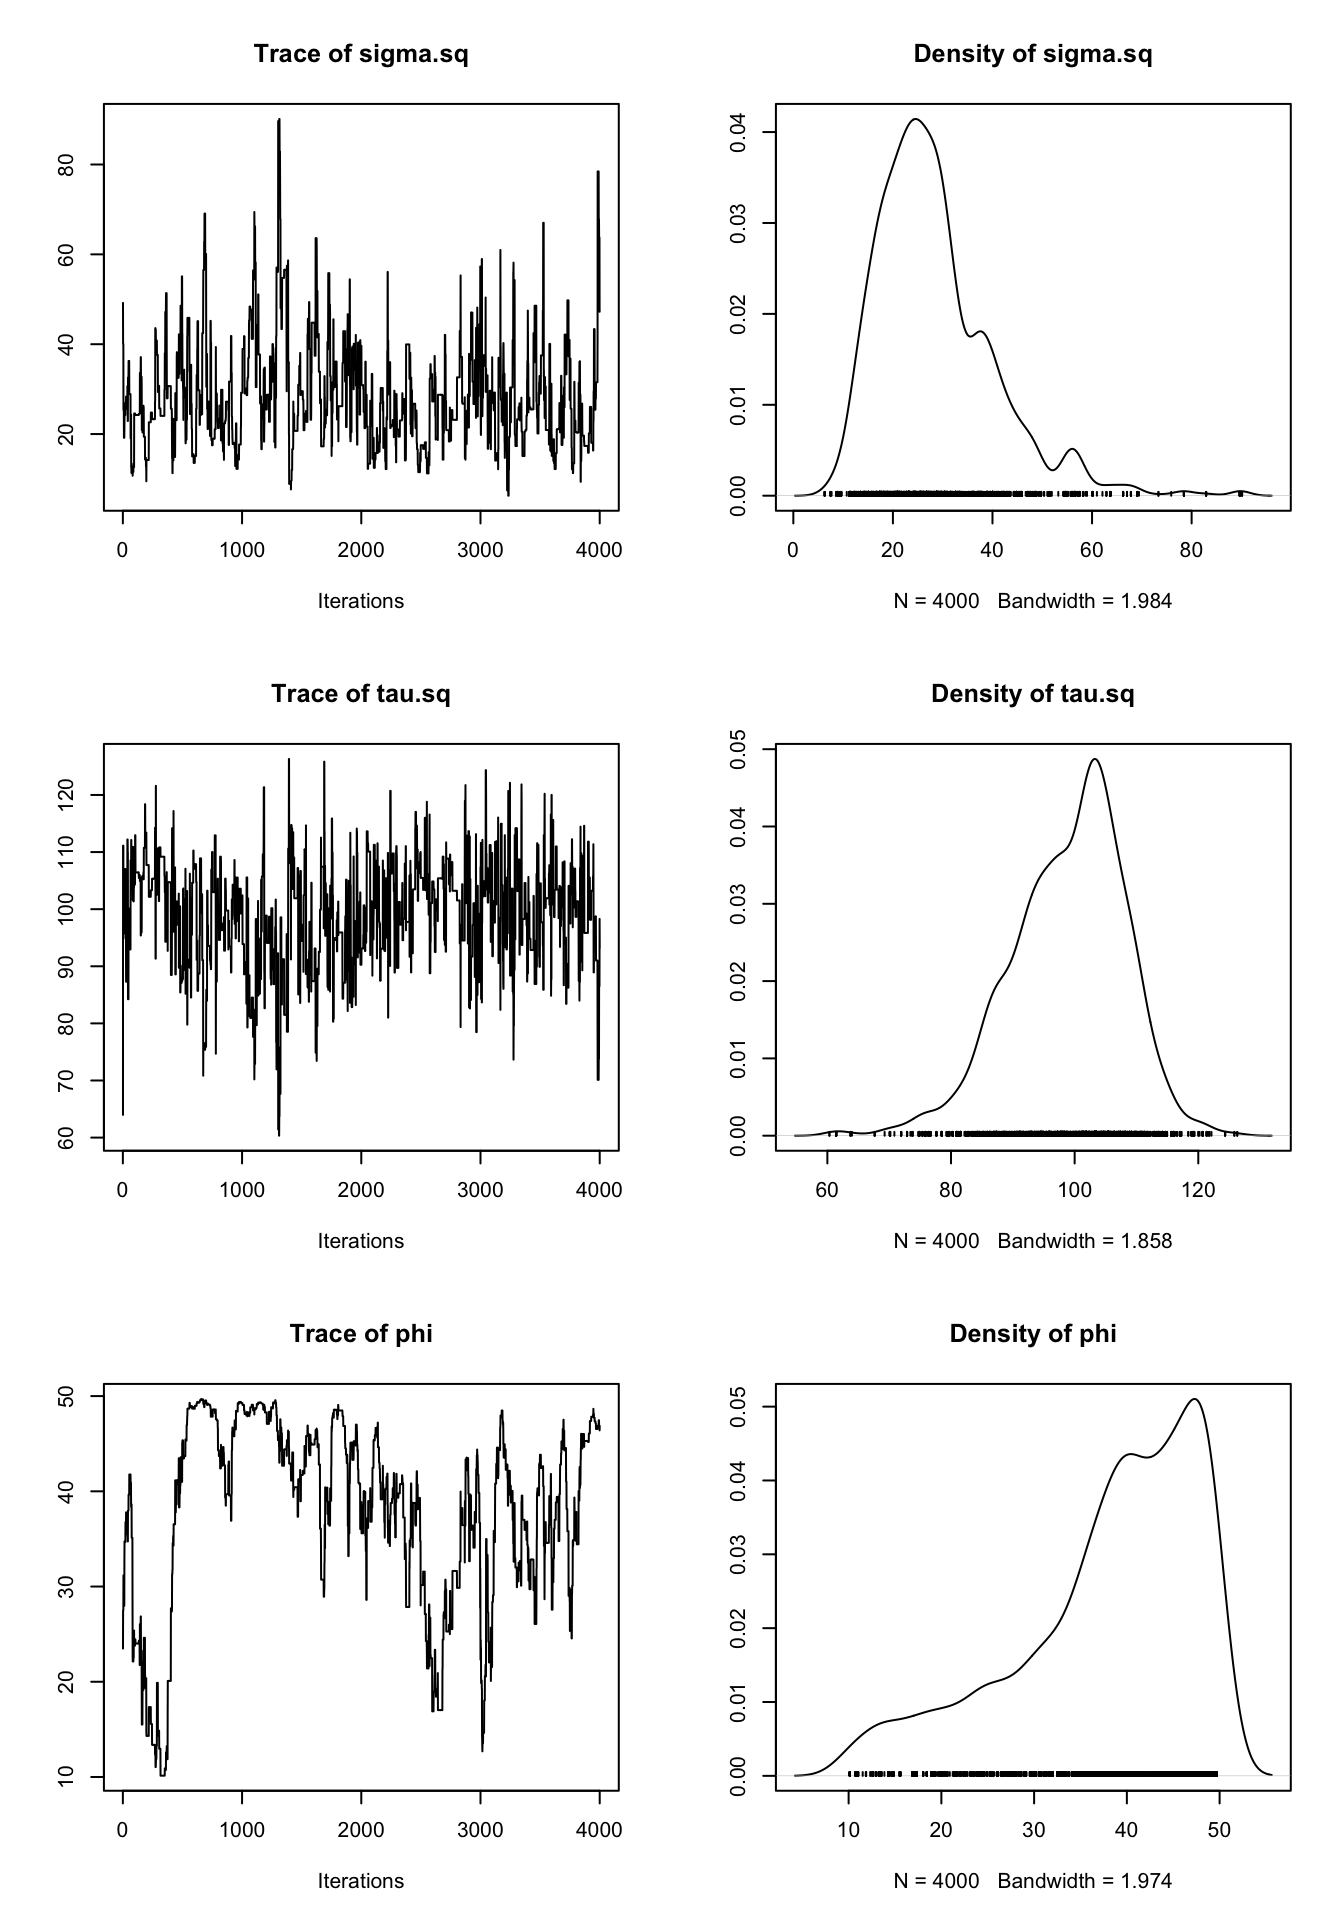 Trace of sigma.sq
80
60
40
20
0 1000 2000 3000 4000
Iterations
Density of sigma.sq
0.04
0.03
0.02
0.01
0.00
0 20 40 60 80
N = 4000 Bandwidth = 1.984
Trace of tau.sq
120
110
100
90
80
70
60
0 1000 2000 3000 4000
Iterations
Density of tau.sq
0.05
0.04
0.03
0.02
0.01
0.00
60 80 100 120
N = 4000 Bandwidth = 1.858
Trace of phi
50
40
30
20
10
0 1000 2000 3000 4000
Iterations
Density of phi
0.05
0.04
0.03
0.02
0.01
0.00
10 20 30 40 50
N = 4000 Bandwidth = 1.974